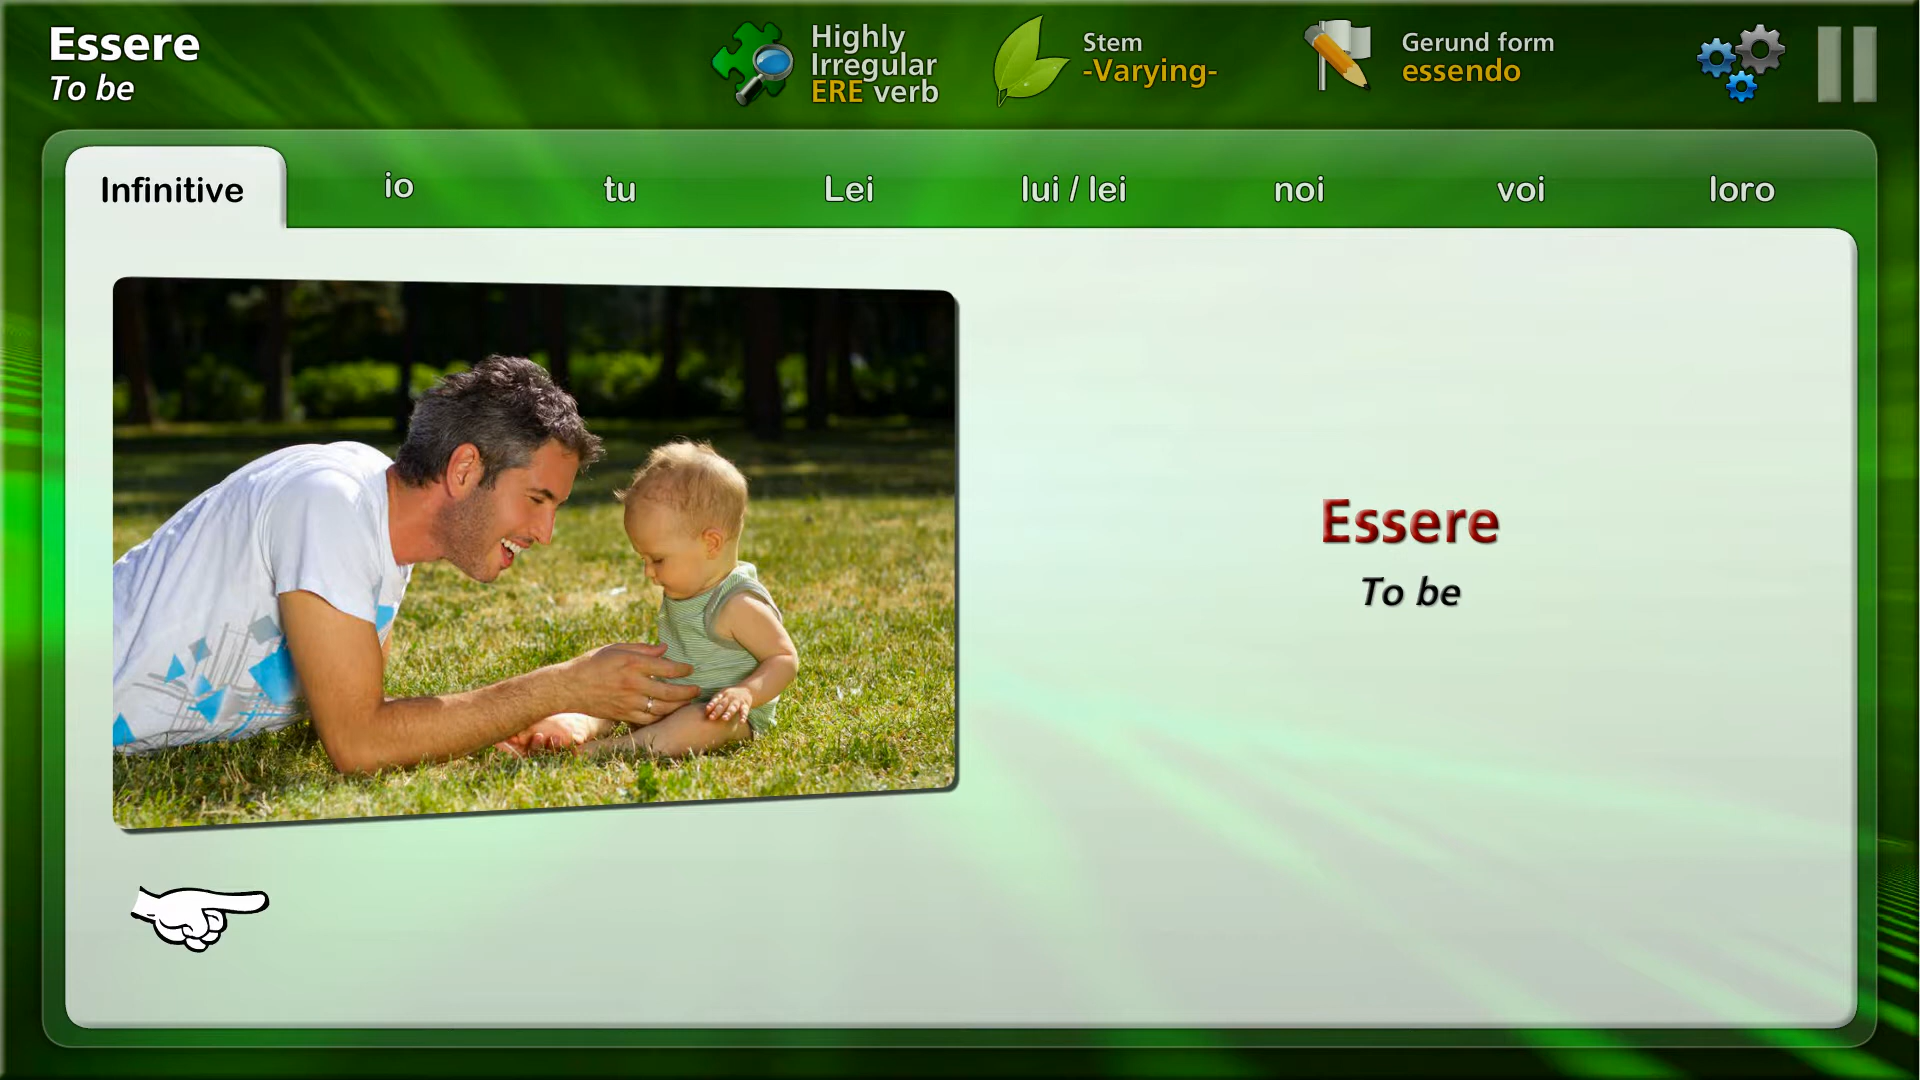 Essere
To be
Highly
Irregular
ERE verb
Stem
-Varying-
Gerund form
essendo
Infinitive
io
tu
Lei
lui / lei
noi
voi
loro
Essere
To be